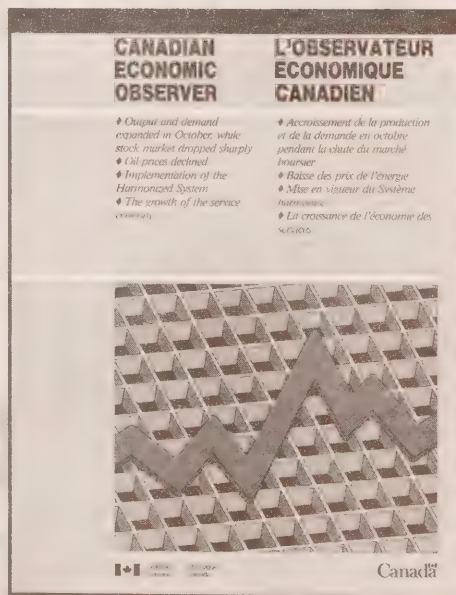 CANADIAN
ECONOMIC
OBSERVER
♦ Output and demand
expanded in October, while
stock market dropped sharply
♦ Oil prices declined
♦ Implementation of the
Harmonized System
♦ The growth of the service
L'OBSERVATEUR
ÉCONOMIQUE
CANADIEN
♦ Accroissement de la production
et de la demande en octobre
pendant la chute du marché
boursier
♦ Baisse des prix de l'énergie
♦ Mise en vigueur du Système
harmonisé
♦ La croissance de l'économie des
services
Canada